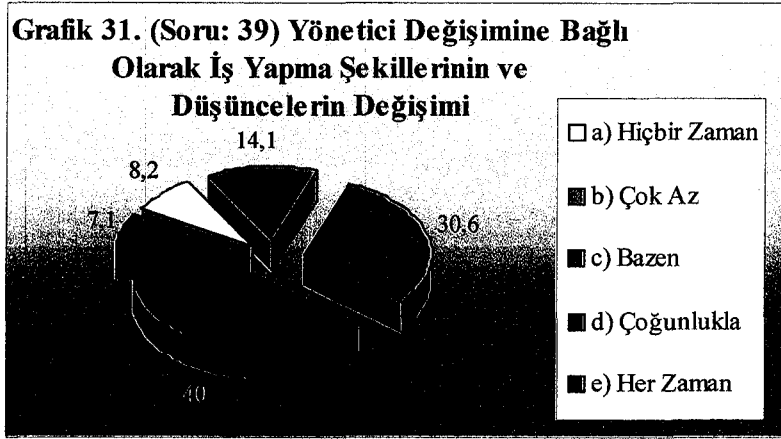 Grafik 31. (Soru: 39) Yönetici Değişimine Bağlı
Olarak İş Yapma Şekillerinin ve
Düşüncelerin Değişimi
14,1
8,2
7,1
30,6
40
a) Hiçbir Zaman
b) Çok Az
c) Bazen
d) Çoğunlukla
e) Her Zaman